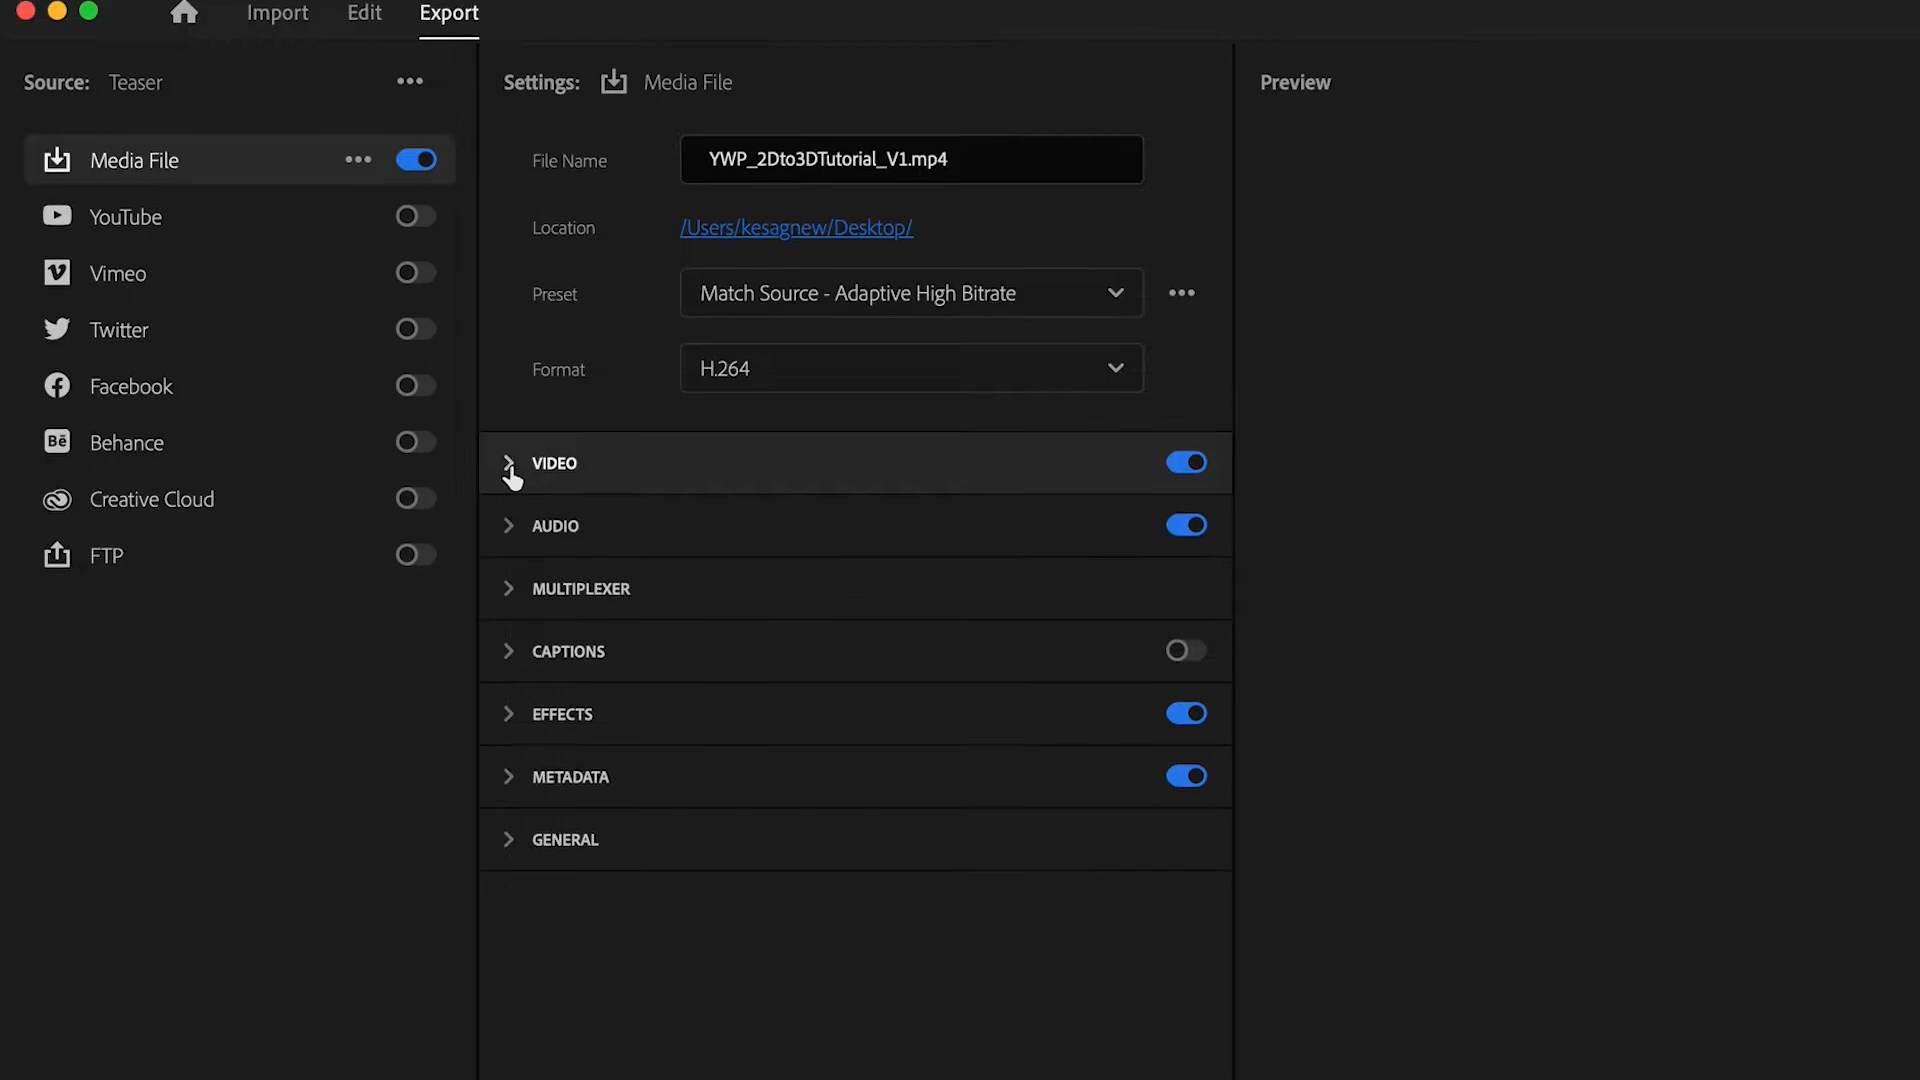 Import Edit Export
Source: Teaser
Settings: Media File
Preview
Media File
YouTube
Vimeo
Twitter
Facebook
Bē Behance
Creative Cloud
FTP
File Name YWP_2Dto3DTutorial_V1.mp4
Location /Users/kesagnew/Desktop/
Preset Match Source - Adaptive High Bitrate
Format H.264
VIDEO
AUDIO
MULTIPLEXER
CAPTIONS
EFFECTS
METADATA
GENERAL